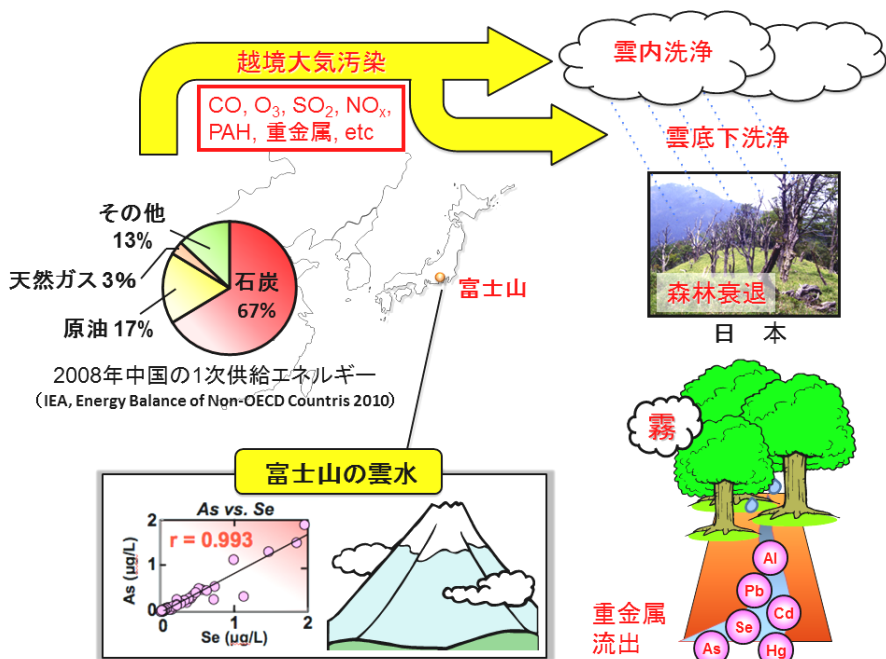 越境大気汚染
CO, O3, SO2, NOx,
PAH, 重金属, etc
雲内洗浄
雲底下洗浄
森林衰退
日 本
その他
13%
天然ガス 3%
原油 17%
石炭
67%
2008年中国の1次供給エネルギー
(IEA, Energy Balance of Non-OECD Countris 2010)
富士山
富士山の雲水
As vs. Se
r = 0.993
As (µg/L)
2
1
0
0
1
2
Se (µg/L)
霧
重金属
流出
Al
Pb
Cd
Se
As
Hg